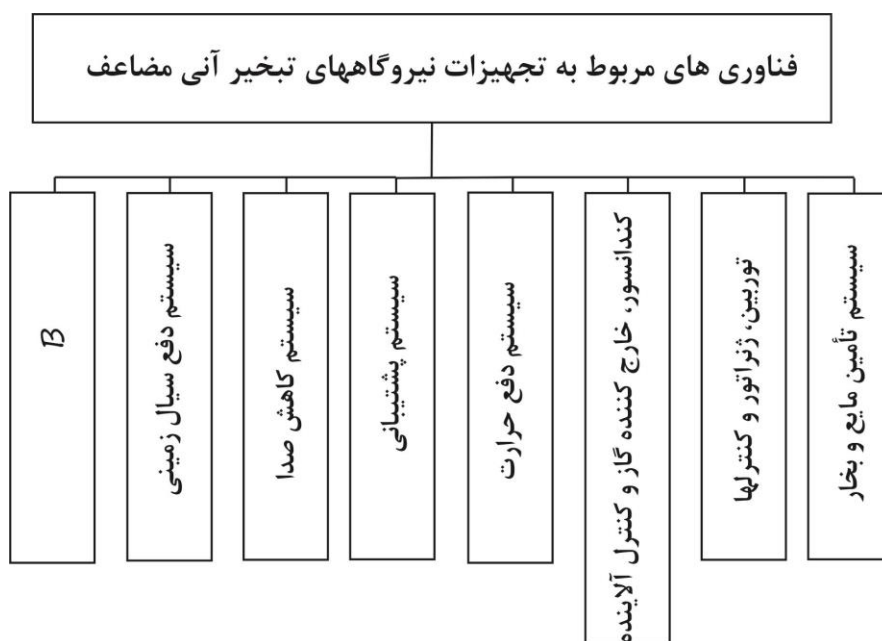 فناوری های مربوط به تجهیزات نیروگاههای تبخیر آنی مضاعف
سیستم تأمین مایع و بخار
توربین، ژنراتور و کنترلها
کندانسور، خارج کننده گاز و کنترل آلاینده
سیستم دفع حرارت
سیستم پشتیبانی
سیستم کاهش صدا
سیستم دفع سیال زمینی
B